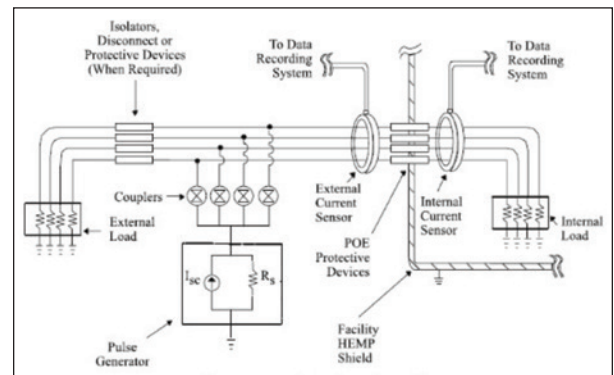 Isolators,
Disconnect or
Protective Devices
(When Required)
To Data
Recording
System
To Data
Recording
System
Couplers
External
Load
External
Current
Sensor
Internal
Current
Sensor
Internal
Load
POE
Protective
Devices
Isc
Rs
Pulse
Generator
Facility
HEMP
Shield